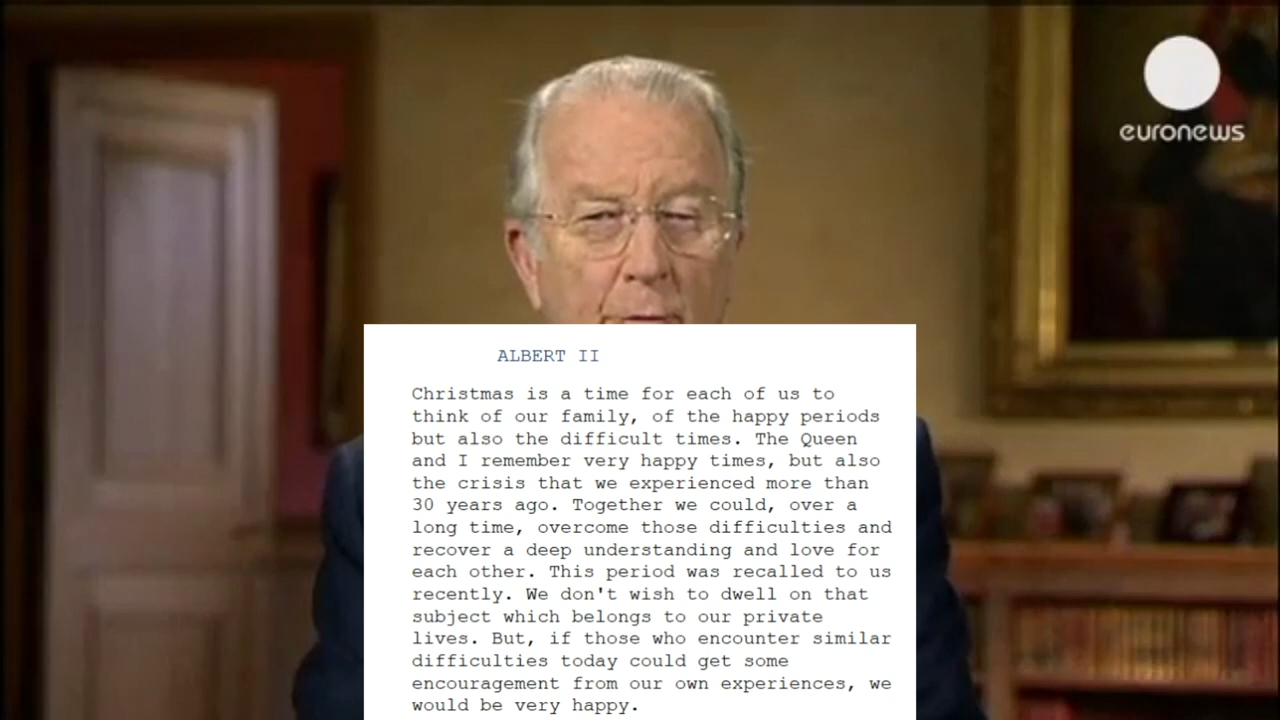 euronews
ALBERT II
Christmas is a time for each of us to
think of our family, of the happy periods
but also the difficult times. The Queen
and I remember very happy times, but also
the crisis that we experienced more than
30 years ago. Together we could, over a
long time, overcome those difficulties and
recover a deep understanding and love for
each other. This period was recalled to us
recently. We don't wish to dwell on that
subject which belongs to our private
lives. But, if those who encounter similar
difficulties today could get some
encouragement from our own experiences, we
would be very happy.